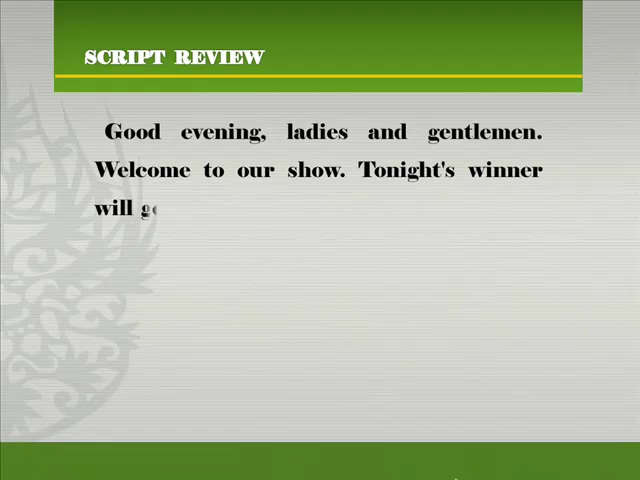 SCRIPT REVIEW
Good evening, ladies and gentlemen.
Welcome to our show. Tonight's winner
will